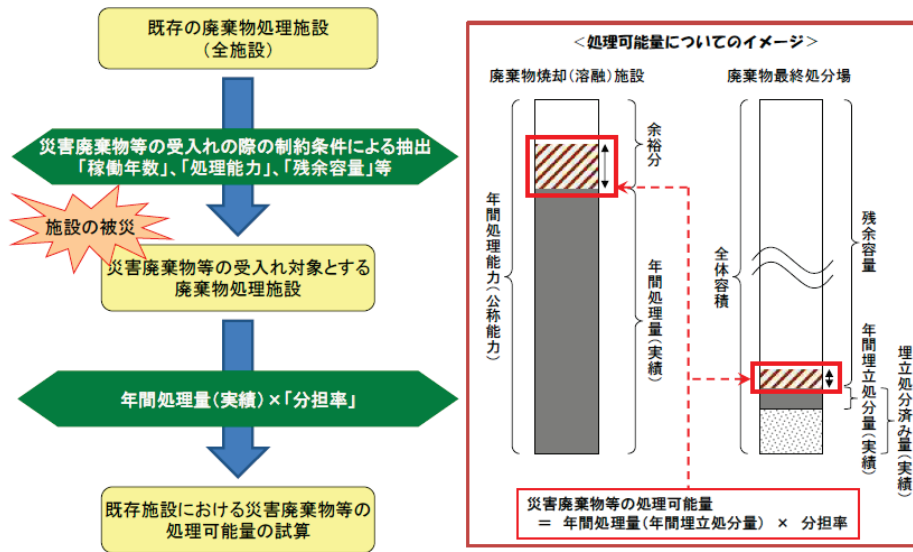 既存の廃棄物処理施設
(全施設)
災害廃棄物等の受入れの際の制約条件による抽出
「稼働年数」、「処理能力」、「残余容量」等
施設の被災
災害廃棄物等の受入れ対象とする
廃棄物処理施設
年間処理量(実績)×「分担率」
既存施設における災害廃棄物等の
処理可能量の試算
<処理可能量についてのイメージ>
廃棄物焼却(溶融)施設
年間処理能力(公称能力)
余裕分
年間処理量(実績)
廃棄物最終処分場
全体容積
残余容量
年間埋立処分量(実績)
埋立処分済み量(実績)
災害廃棄物等の処理可能量
= 年間処理量(年間埋立処分量) × 分担率